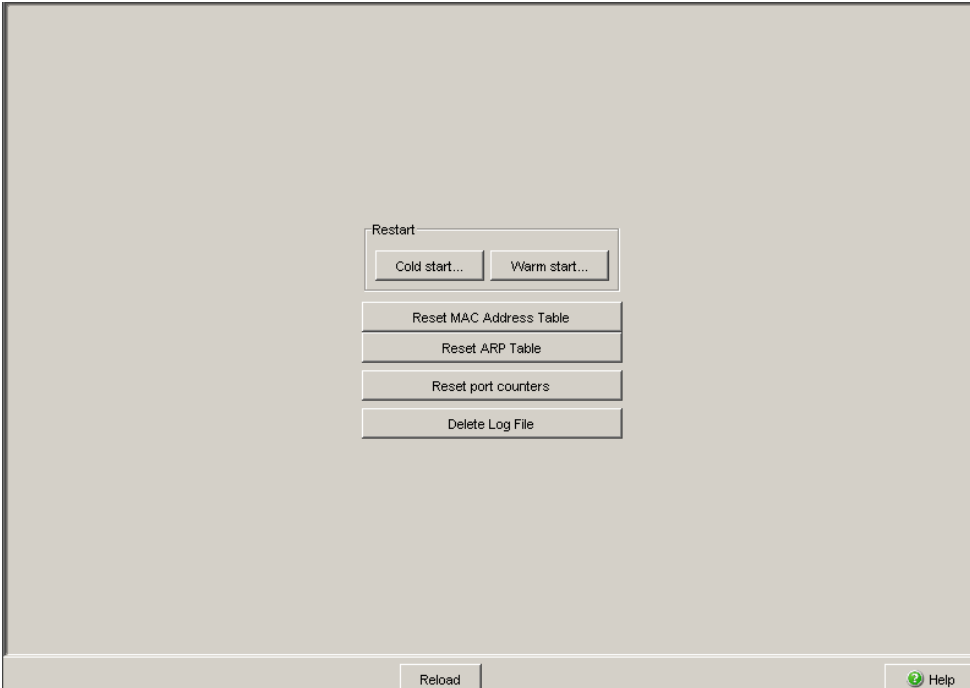 Restart
Cold start... Warm start...
Reset MAC Address Table
Reset ARP Table
Reset port counters
Delete Log File
Reload Help